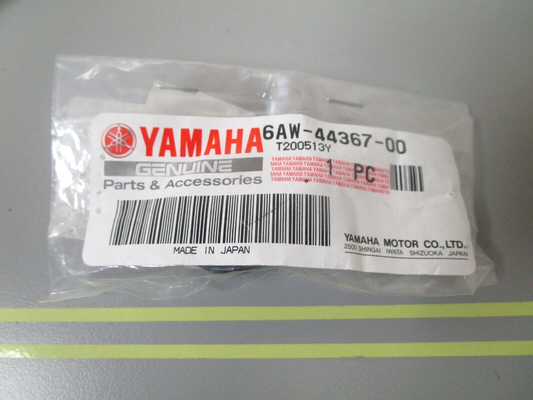 YAMAHA
GENUINE
Parts & Accessories
6AW-44367-00
T200513Y
1 PC
MADE IN JAPAN
YAMAHA MOTOR CO.,LTD.
2500 SHINGAI IWATA SHIZUOKA JAPAN